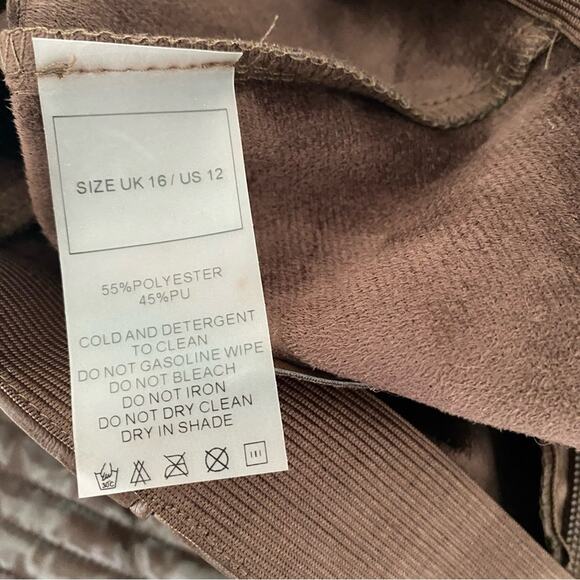 SIZE UK 16 / US 12
55%POLYESTER
45%PU
COLD AND DETERGENT
TO CLEAN
DO NOT GASOLINE WIPE
DO NOT BLEACH
DO NOT IRON
DO NOT DRY CLEAN
DRY IN SHADE
30°C